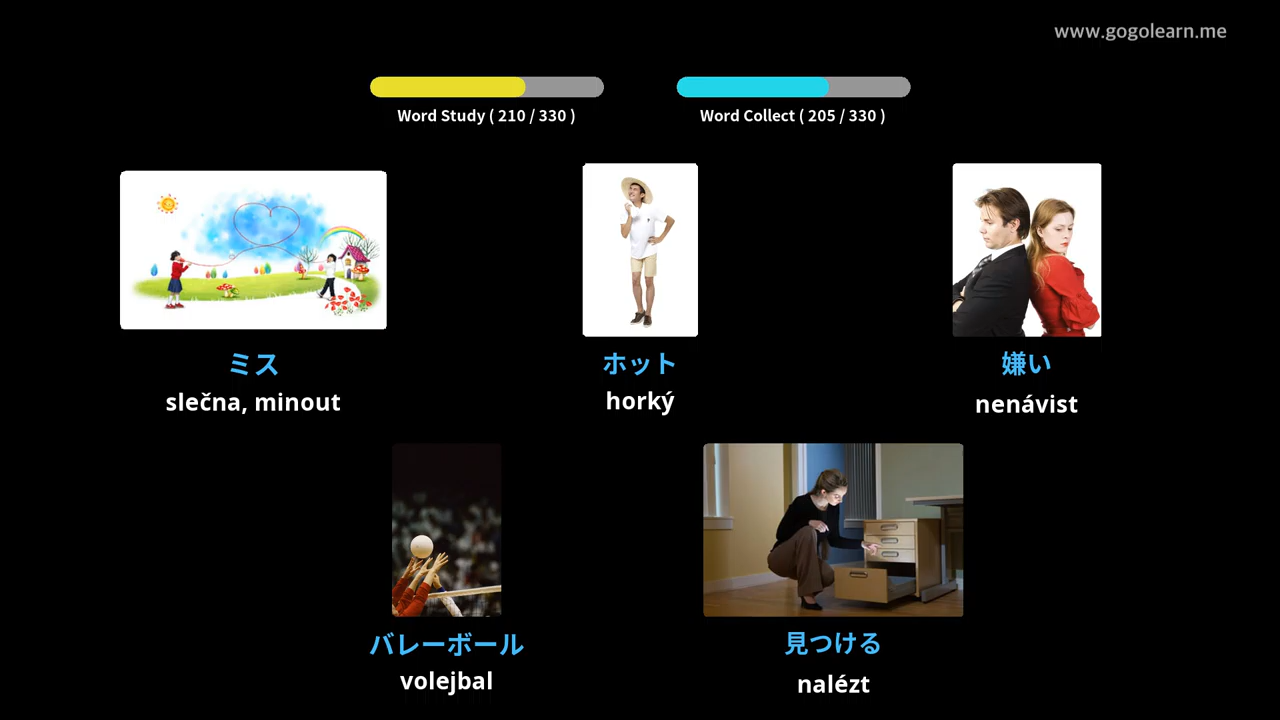 www.gogolearn.me
Word Study ( 210 / 330 )
Word Collect ( 205 / 330 )
ミス
slečna, minout
ホット
horký
嫌い
nenávist
バレーボール
volejbal
見つける
nalézt